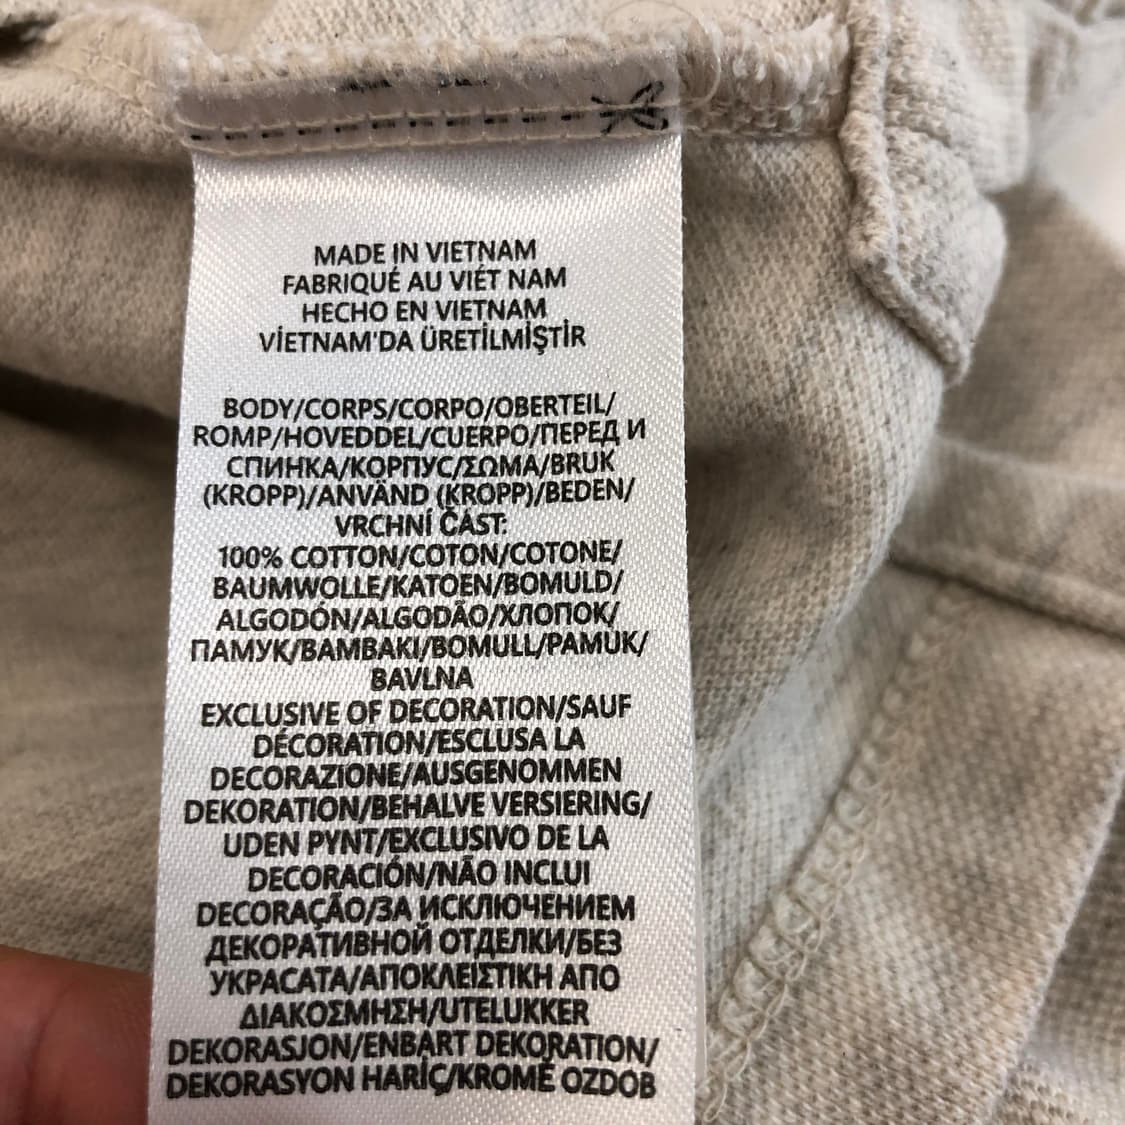 MADE IN VIETNAM
FABRIQUÉ AU VIÉT NAM
HECHO EN VIETNAM
VİETNAM'DA ÜRETİLMİŞTİR
BODY/CORPS/CORPO/OBERTEIL/
ROMP/HOVEDDEL/CUERPO/ПЕРЕД И
СПИНКА/КОРПУС/ΣΩΜΑ/BRUK
(KROPP)/ANVÄND (KROPP)/BEDEN/
VRCHNÍ ČÁST:
100% COTTON/COTON/COTONE/
BAUMWOLLE/KATOEN/BOMULD/
ALGODÓN/ALGODÃO/ХЛОПОК/
ПАМУК/ΒΑΜΒΑΚΙ/BOMULL/PAMUK/
BAVLNA
EXCLUSIVE OF DECORATION/SAUF
DÉCORATION/ESCLUSA LA
DECORAZIONE/AUSGENOMMEN
DEKORATION/BEHALVE VERSIERING/
UDEN PYNT/EXCLUSIVO DE LA
DECORACIÓN/NÃO INCLUI
DECORAÇÃO/ЗА ИСКЛЮЧЕНИЕМ
ДЕКОРАТИВНОЙ ОТДЕЛКИ/БЕЗ
УКРАСАТА/ΑΠΟΚΛΕΙΣΤΙΚΗ ΑΠΟ
ΔΙΑΚΟΣΜΗΣΗ/UTELUKKER
DEKORASJON/ENBART DEKORATION/
DEKORASYON HARİÇ/KROMĚ OZDOB